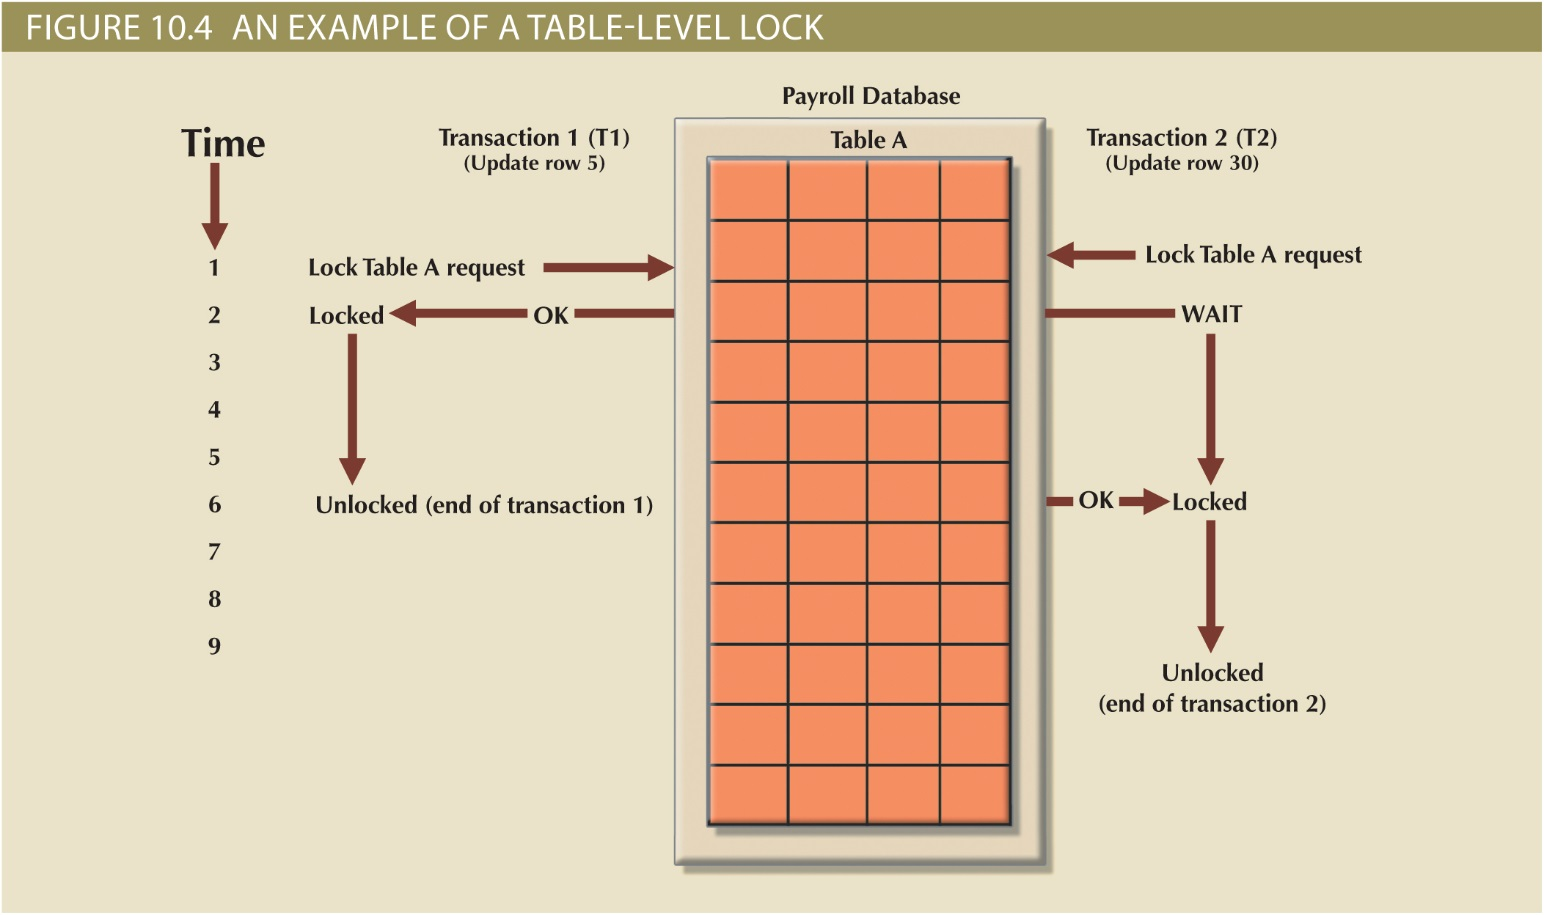 FIGURE 10.4 AN EXAMPLE OF A TABLE-LEVEL LOCK
Payroll Database
Time
Transaction 1 (T1)
(Update row 5)
Table A
Transaction 2 (T2)
(Update row 30)
1
Lock Table A request
Lock Table A request
2
Locked
OK
WAIT
3
4
5
6
Unlocked (end of transaction 1)
OK
Locked
7
8
9
Unlocked
(end of transaction 2)